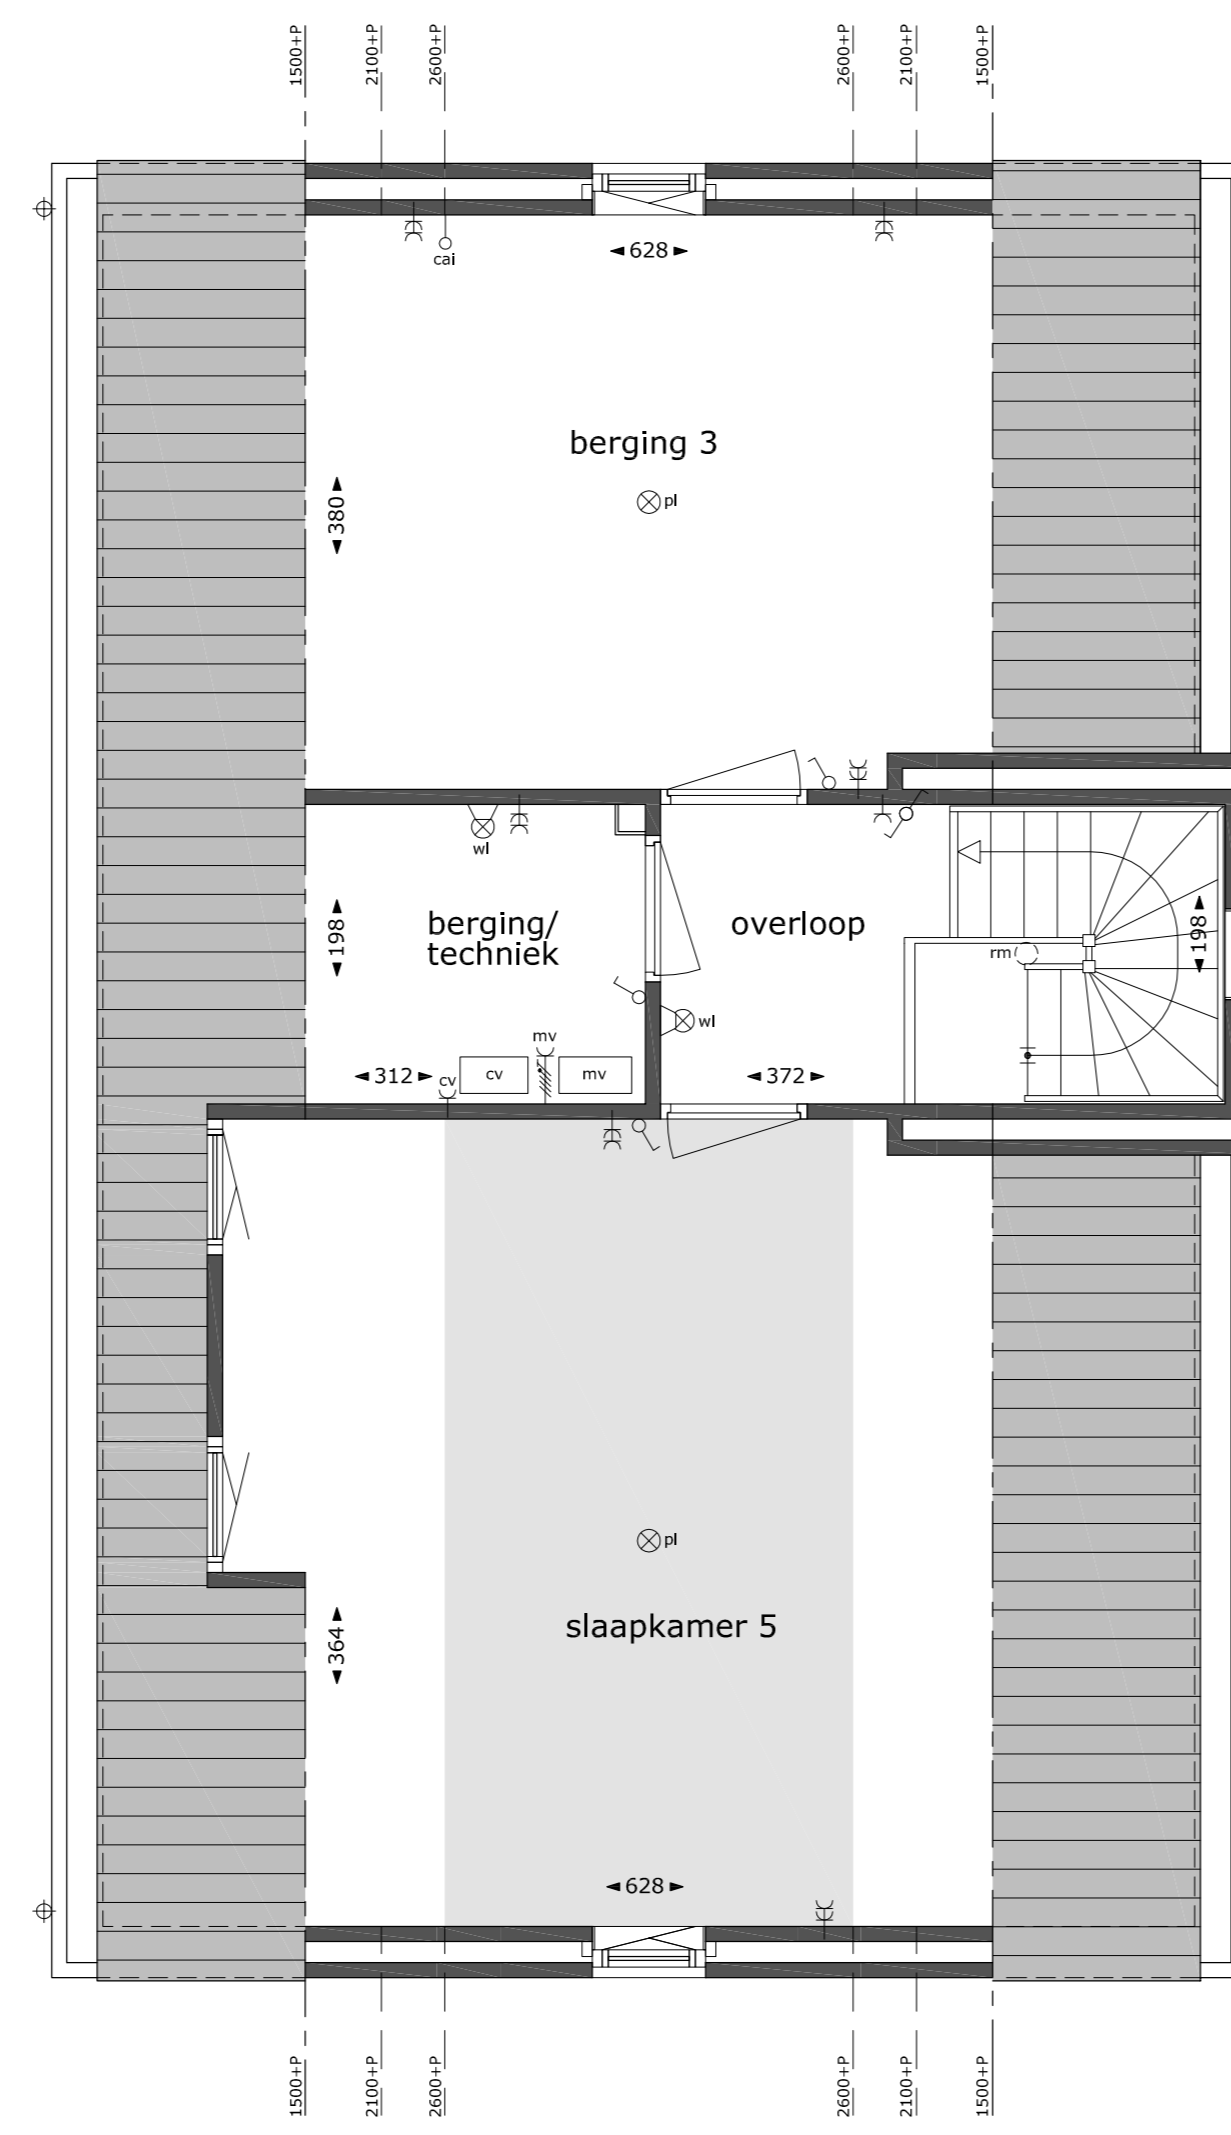 1500+P
2100+P
2600+P
2600+P
2100+P
1500+P
cai
628
berging 3
pl
380
wl
berging/
techniek
198
overloop
rm
198
wl
mv
312
cv
cv
mv
372
pl
slaapkamer 5
364
628
1500+P
2100+P
2600+P
2600+P
2100+P
1500+P